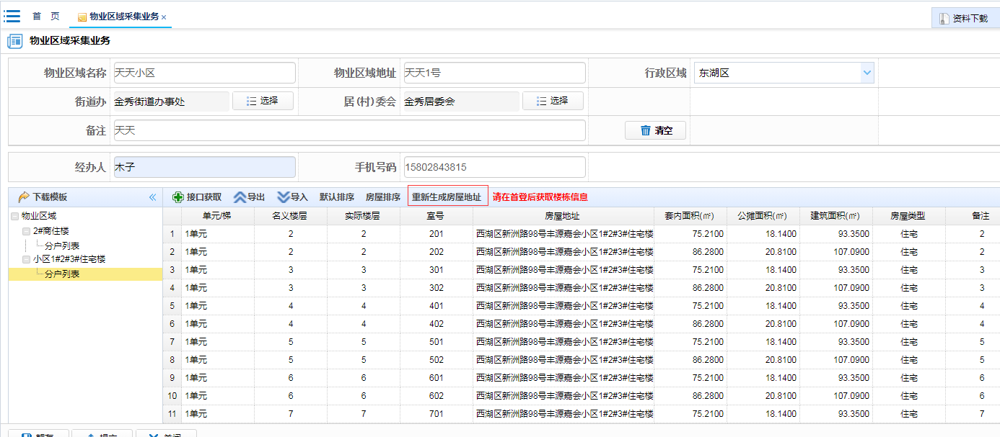 首 页 物业区域采集业务 × 资料下载
物业区域采集业务
物业区域名称 天天小区 物业区域地址 天天1号 行政区域 东湖区
街道办 金秀街道办事处 选择 居(村)委会 金秀居委会 选择
备注 天天 清空
经办人 木子 手机号码 15802843815
下载模板 « 接口获取 导出 导入 默认排序 房屋排序 重新生成房屋地址 请在首登后获取楼栋信息
物业区域
2#商住楼
分户列表
小区1#2#3#住宅楼
分户列表
单元/梯 名义楼层 实际楼层 室号 房屋地址 套内面积(㎡) 公摊面积(㎡) 建筑面积(㎡) 房屋类型 备注
1 1单元 2 2 201 西湖区新洲路98号丰源嘉会小区1#2#3#住宅楼 75.2100 18.1400 93.3500 住宅 2
2 1单元 2 2 202 西湖区新洲路98号丰源嘉会小区1#2#3#住宅楼 86.2800 20.8100 107.0900 住宅 2
3 1单元 3 3 301 西湖区新洲路98号丰源嘉会小区1#2#3#住宅楼 75.2100 18.1400 93.3500 住宅 3
4 1单元 3 3 302 西湖区新洲路98号丰源嘉会小区1#2#3#住宅楼 86.2800 20.8100 107.0900 住宅 3
5 1单元 4 4 401 西湖区新洲路98号丰源嘉会小区1#2#3#住宅楼 75.2100 18.1400 93.3500 住宅 4
6 1单元 4 4 402 西湖区新洲路98号丰源嘉会小区1#2#3#住宅楼 86.2800 20.8100 107.0900 住宅 4
7 1单元 5 5 501 西湖区新洲路98号丰源嘉会小区1#2#3#住宅楼 75.2100 18.1400 93.3500 住宅 5
8 1单元 5 5 502 西湖区新洲路98号丰源嘉会小区1#2#3#住宅楼 86.2800 20.8100 107.0900 住宅 5
9 1单元 6 6 601 西湖区新洲路98号丰源嘉会小区1#2#3#住宅楼 75.2100 18.1400 93.3500 住宅 6
10 1单元 6 6 602 西湖区新洲路98号丰源嘉会小区1#2#3#住宅楼 86.2800 20.8100 107.0900 住宅 6
11 1单元 7 7 701 西湖区新洲路98号丰源嘉会小区1#2#3#住宅楼 75.2100 18.1400 93.3500 住宅 7